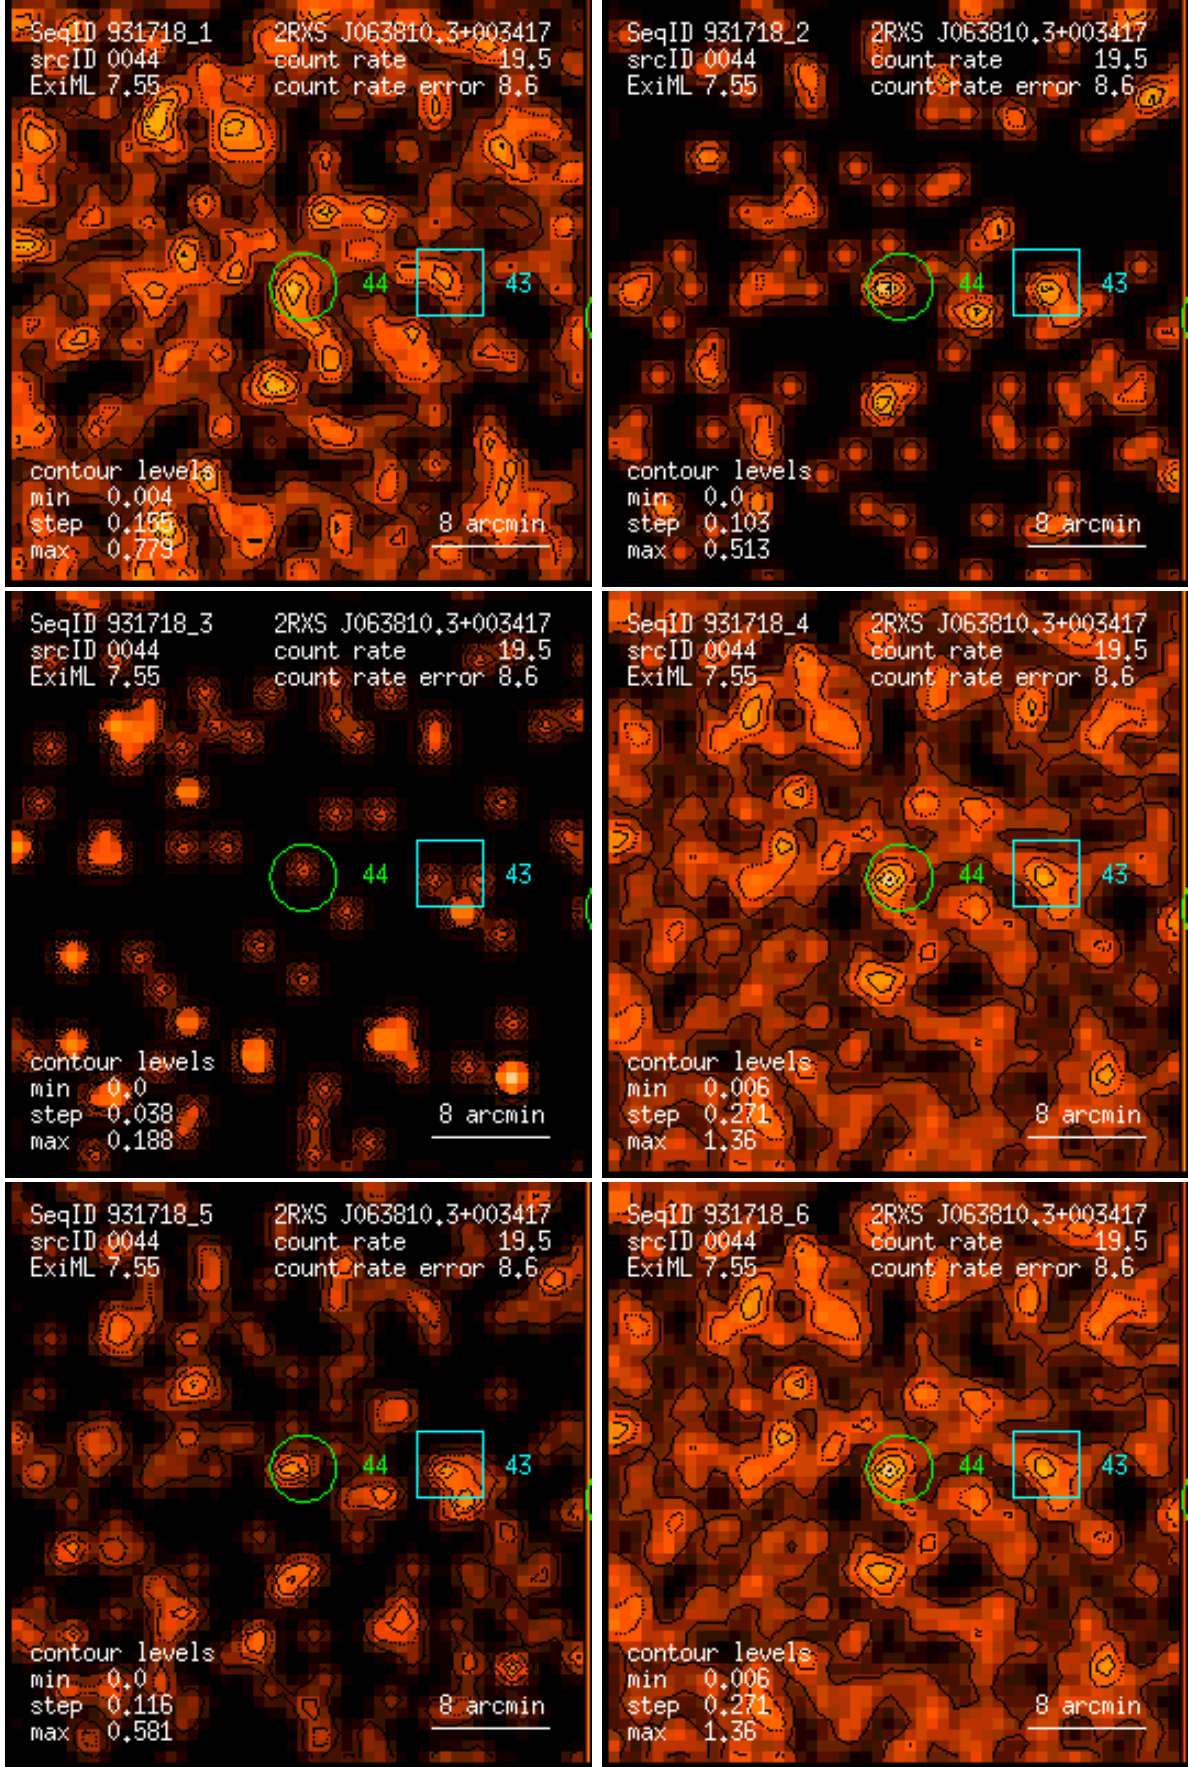 SeqID 931718_1 2RXS J063810.3+003417
srcID 0044 count rate 19.5
ExiML 7.55 count rate error 8.6
44 43
contour levels
min 0.004
step 0.155 8 arcmin
max 0.779
SeqID 931718_2 2RXS J063810.3+003417
srcID 0044 count rate 19.5
ExiML 7.55 count rate error 8.6
44 43
contour levels
min 0.0
step 0.103 8 arcmin
max 0.513
SeqID 931718_3 2RXS J063810.3+003417
srcID 0044 count rate 19.5
ExiML 7.55 count rate error 8.6
44 43
contour levels
min 0.0
step 0.038 8 arcmin
max 0.188
SeqID 931718_4 2RXS J063810.3+003417
srcID 0044 count rate 19.5
ExiML 7.55 count rate error 8.6
44 43
contour levels
min 0.006
step 0.271 8 arcmin
max 1.36
SeqID 931718_5 2RXS J063810.3+003417
srcID 0044 count rate 19.5
ExiML 7.55 count rate error 8.6
44 43
contour levels
min 0.0
step 0.116 8 arcmin
max 0.581
SeqID 931718_6 2RXS J063810.3+003417
srcID 0044 count rate 19.5
ExiML 7.55 count rate error 8.6
44 43
contour levels
min 0.006
step 0.271 8 arcmin
max 1.36